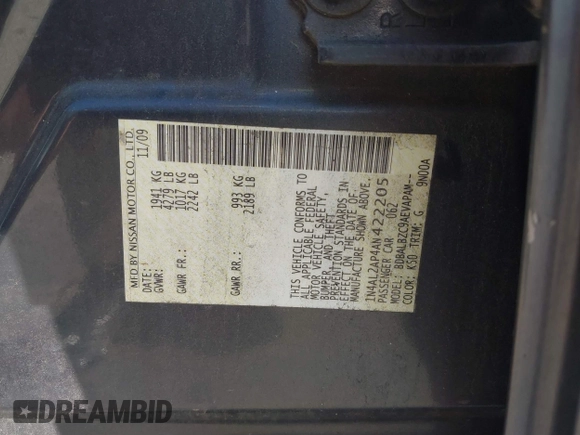 MFD BY NISSAN MOTOR CO., LTD.
DATE: 11/09
GVWR: 1941 KG
4279 LB
GAWR FR: 1017 KG
2242 LB
GAWR RR: 993 KG
2189 LB
THIS VEHICLE CONFORMS TO
ALL APPLICABLE FEDERAL
MOTOR VEHICLE SAFETY,
BUMPER, AND THEFT
PREVENTION STANDARDS IN
EFFECT ON THE DATE OF
MANUFACTURE SHOWN ABOVE.
1N4AL2AP4AN422205
PASSENGER CAR 062
MODEL: BDBALBZC9AEVAPAM--
COLOR: K50 TRIM: G 9N00A
DREAMBID